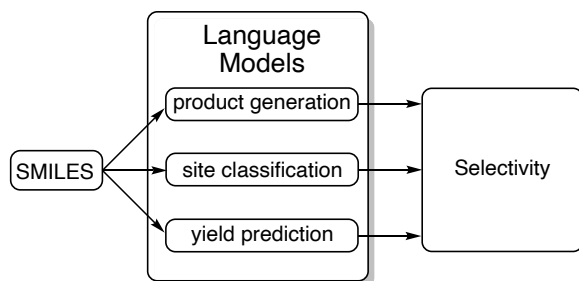 Language
Models
product generation
SMILES
site classification
Selectivity
yield prediction